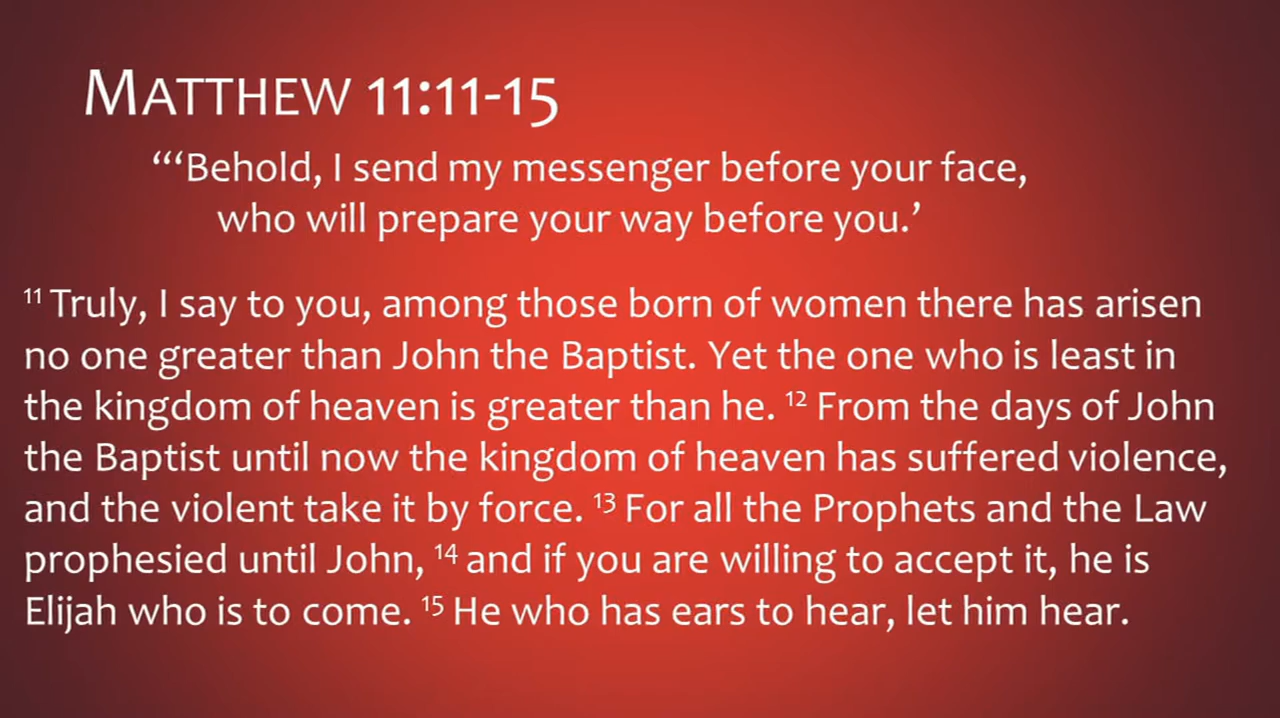 MATTHEW 11:11-15
“‘Behold, I send my messenger before your face,
who will prepare your way before you.’
¹¹ Truly, I say to you, among those born of women there has arisen
no one greater than John the Baptist. Yet the one who is least in
the kingdom of heaven is greater than he. ¹² From the days of John
the Baptist until now the kingdom of heaven has suffered violence,
and the violent take it by force. ¹³ For all the Prophets and the Law
prophesied until John, ¹⁴ and if you are willing to accept it, he is
Elijah who is to come. ¹⁵ He who has ears to hear, let him hear.